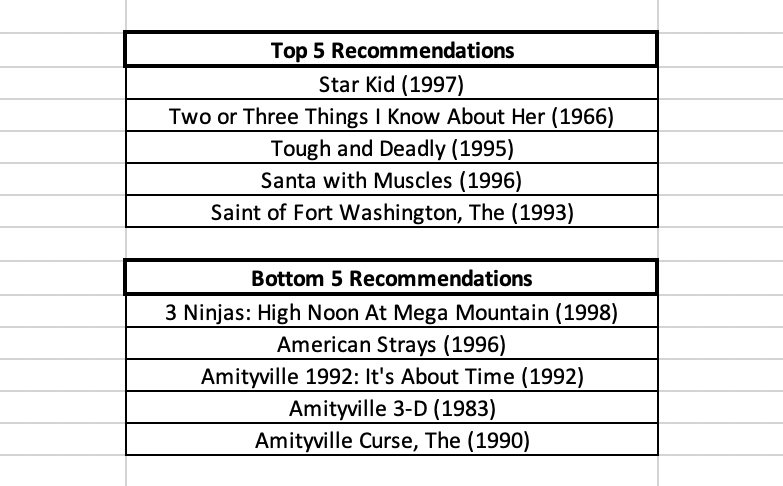 Top 5 Recommendations
Star Kid (1997)
Two or Three Things I Know About Her (1966)
Tough and Deadly (1995)
Santa with Muscles (1996)
Saint of Fort Washington, The (1993)
Bottom 5 Recommendations
3 Ninjas: High Noon At Mega Mountain (1998)
American Strays (1996)
Amityville 1992: It's About Time (1992)
Amityville 3-D (1983)
Amityville Curse, The (1990)